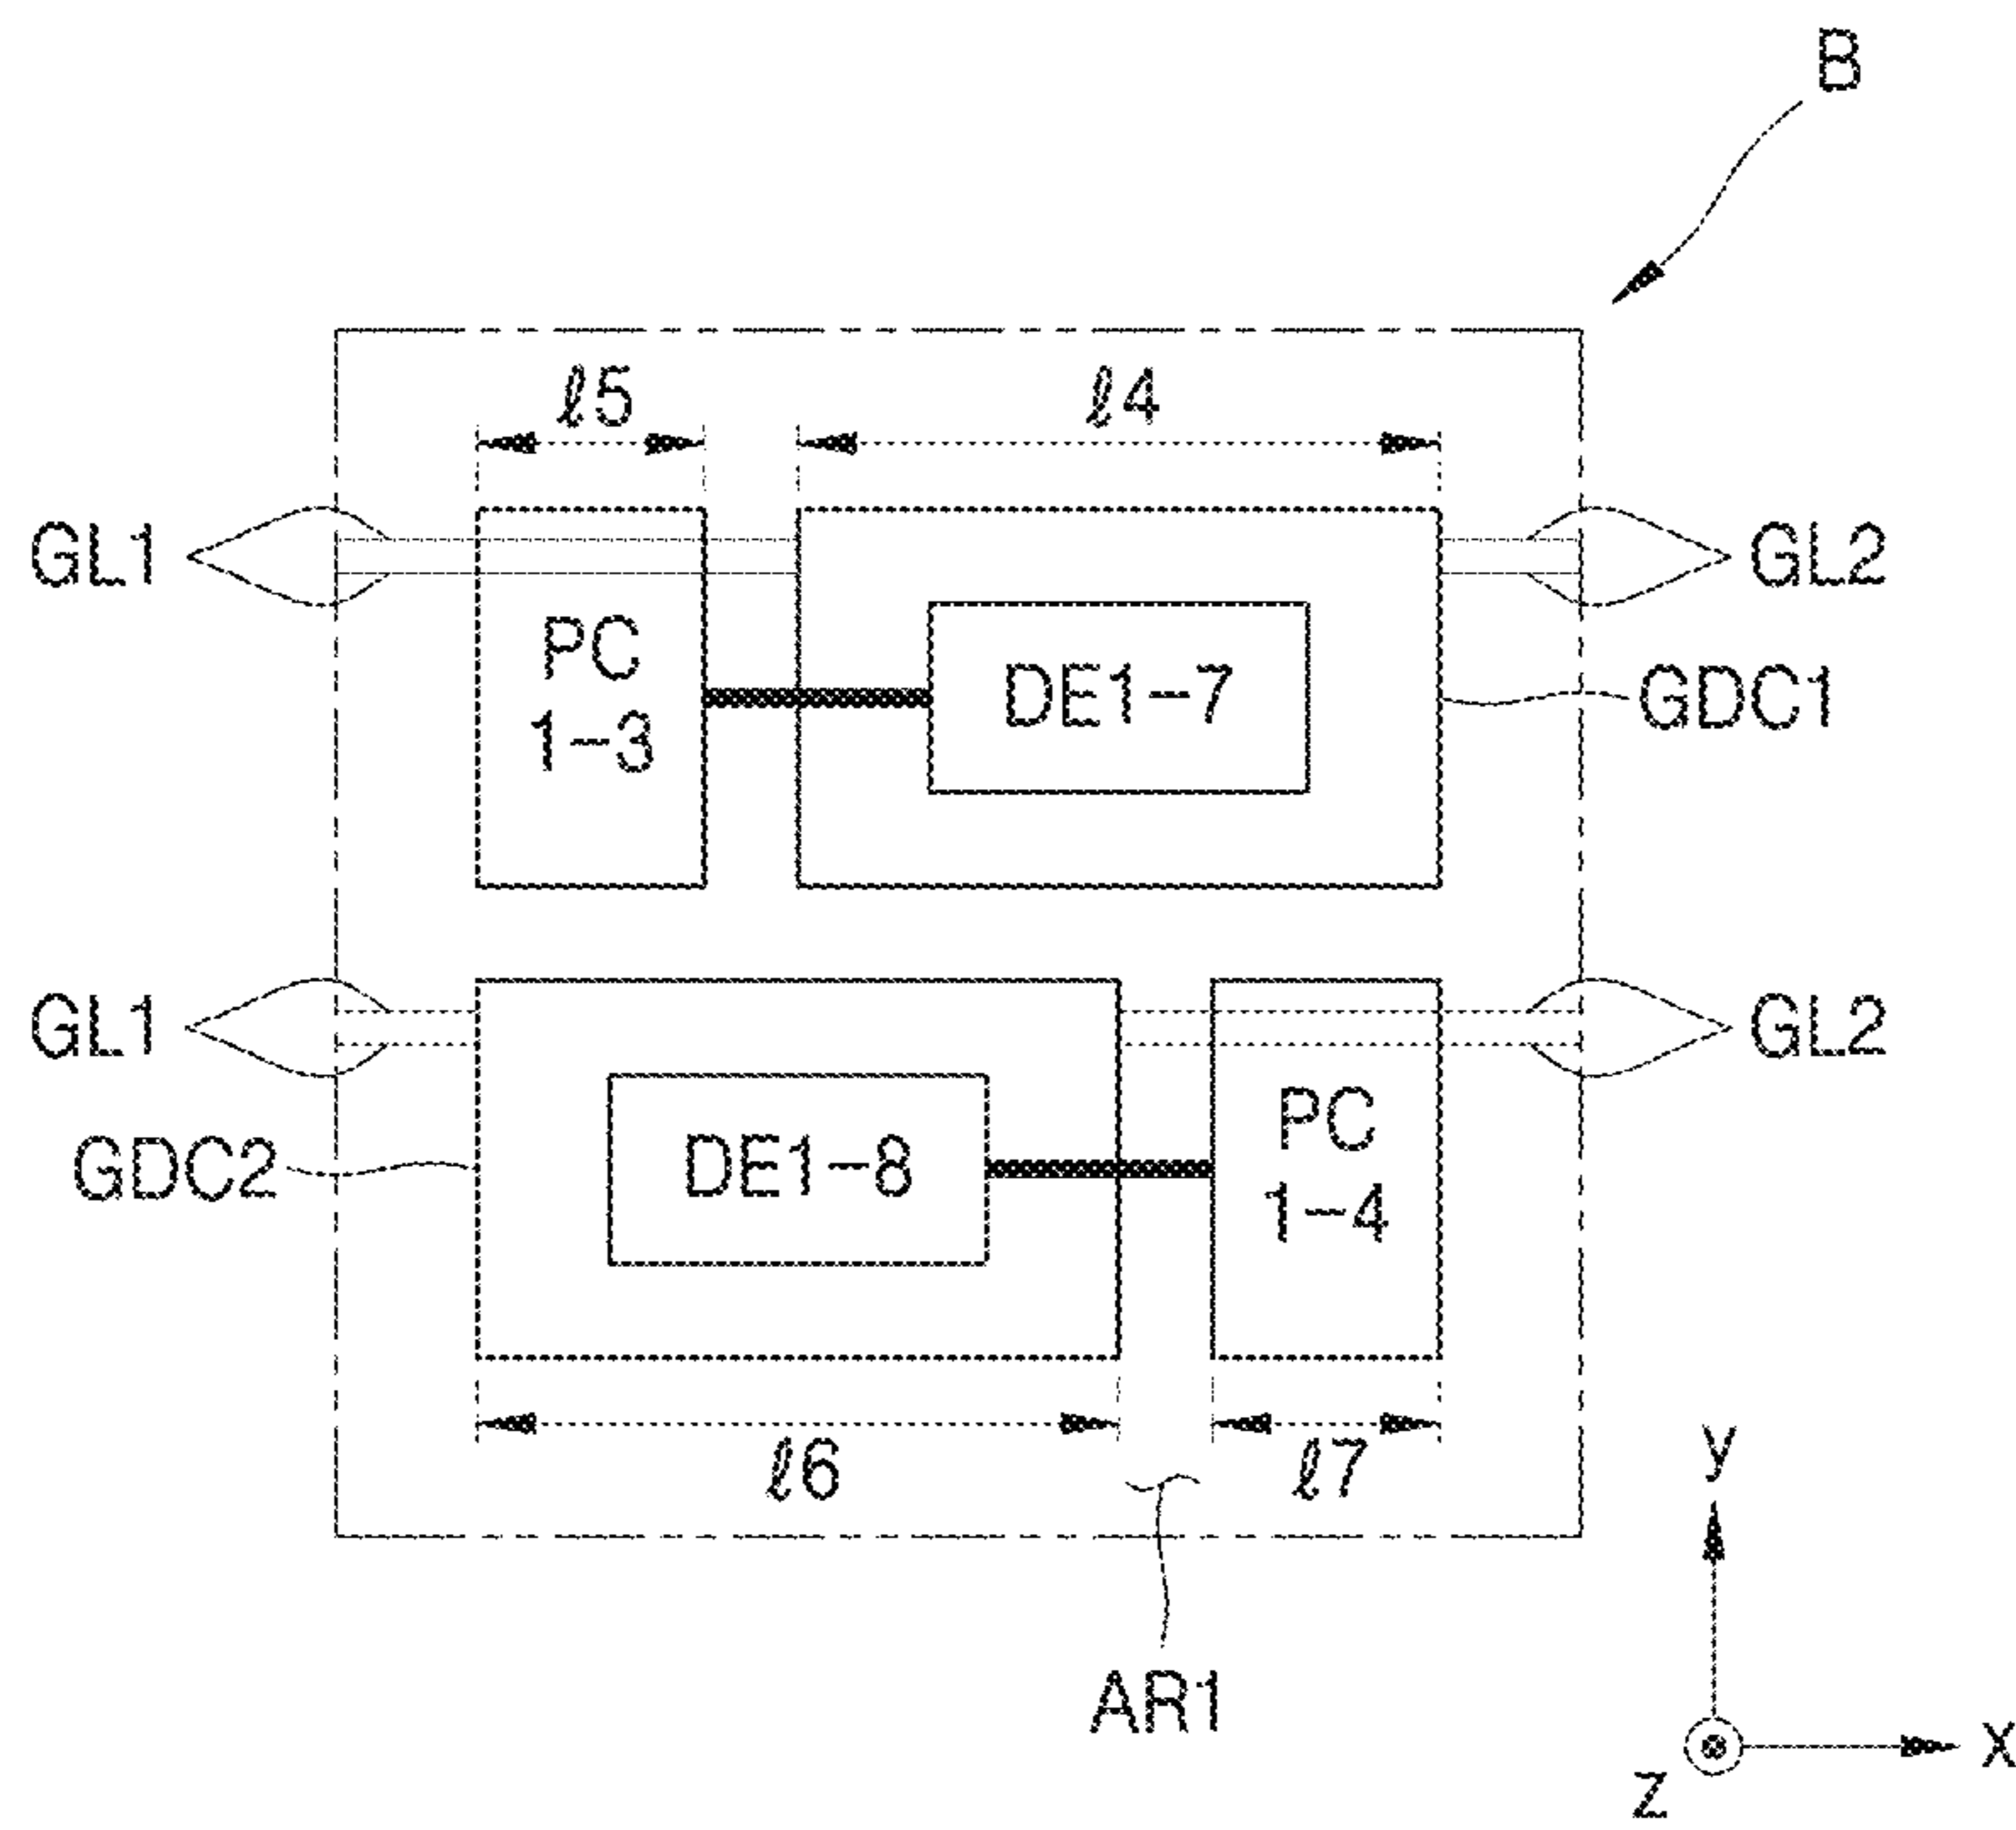 B
ℓ5
ℓ4
GL1
GL2
PC
1-3
DE1-7
GDC1
GL1
GL2
GDC2
DE1-8
PC
1-4
ℓ6
ℓ7
AR1
y
x
z